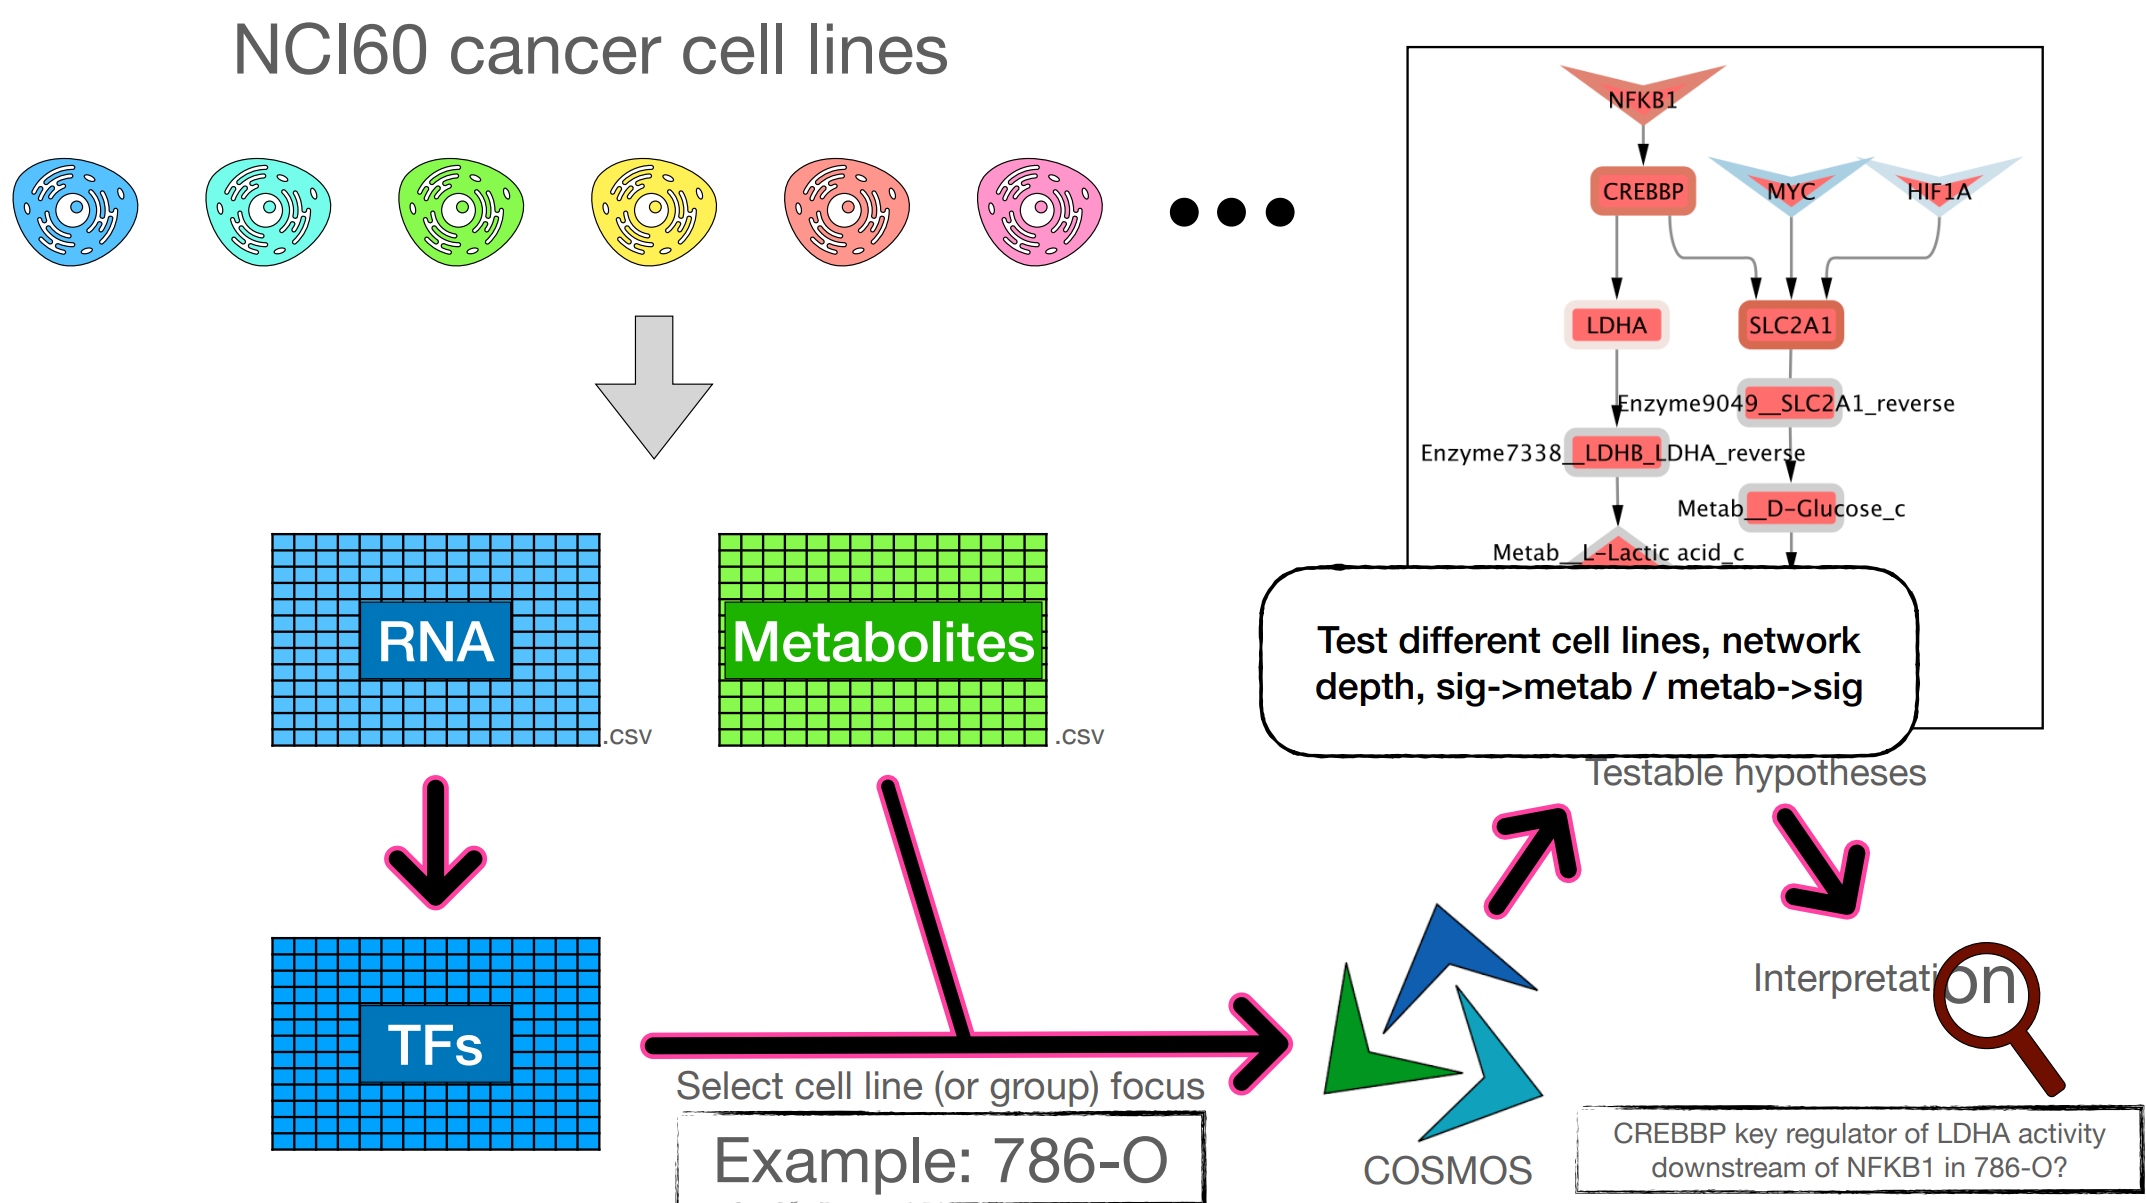 NCI60 cancer cell lines
NFKB1
CREBBP
MYC
HIF1A
LDHA
SLC2A1
Enzyme9049__SLC2A1_reverse
Enzyme7338__LDHB_LDHA_reverse
Metab__D-Glucose_c
Metab__L-Lactic acid_c
Test different cell lines, network
depth, sig->metab / metab->sig
Testable hypotheses
RNA
.csv
Metabolites
.csv
TFs
Select cell line (or group) focus
Example: 786-O
COSMOS
Interpretation
CREBBP key regulator of LDHA activity
downstream of NFKB1 in 786-O?